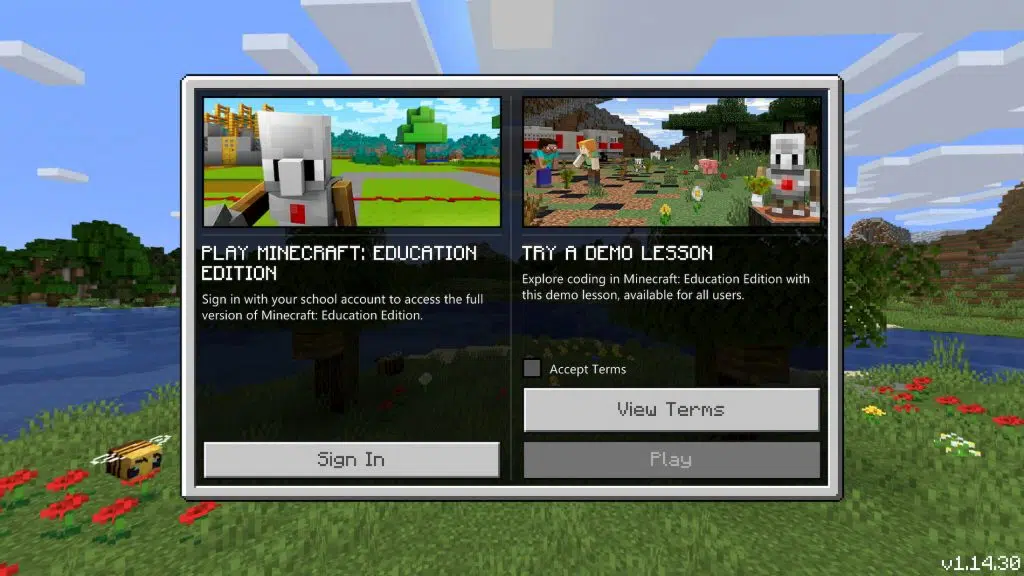 PLAY MINECRAFT: EDUCATION
EDITION
Sign in with your school account to access the full
version of Minecraft: Education Edition.
Sign In
TRY A DEMO LESSON
Explore coding in Minecraft: Education Edition with
this demo lesson, available for all users.
Accept Terms
View Terms
Play
v1.14.30